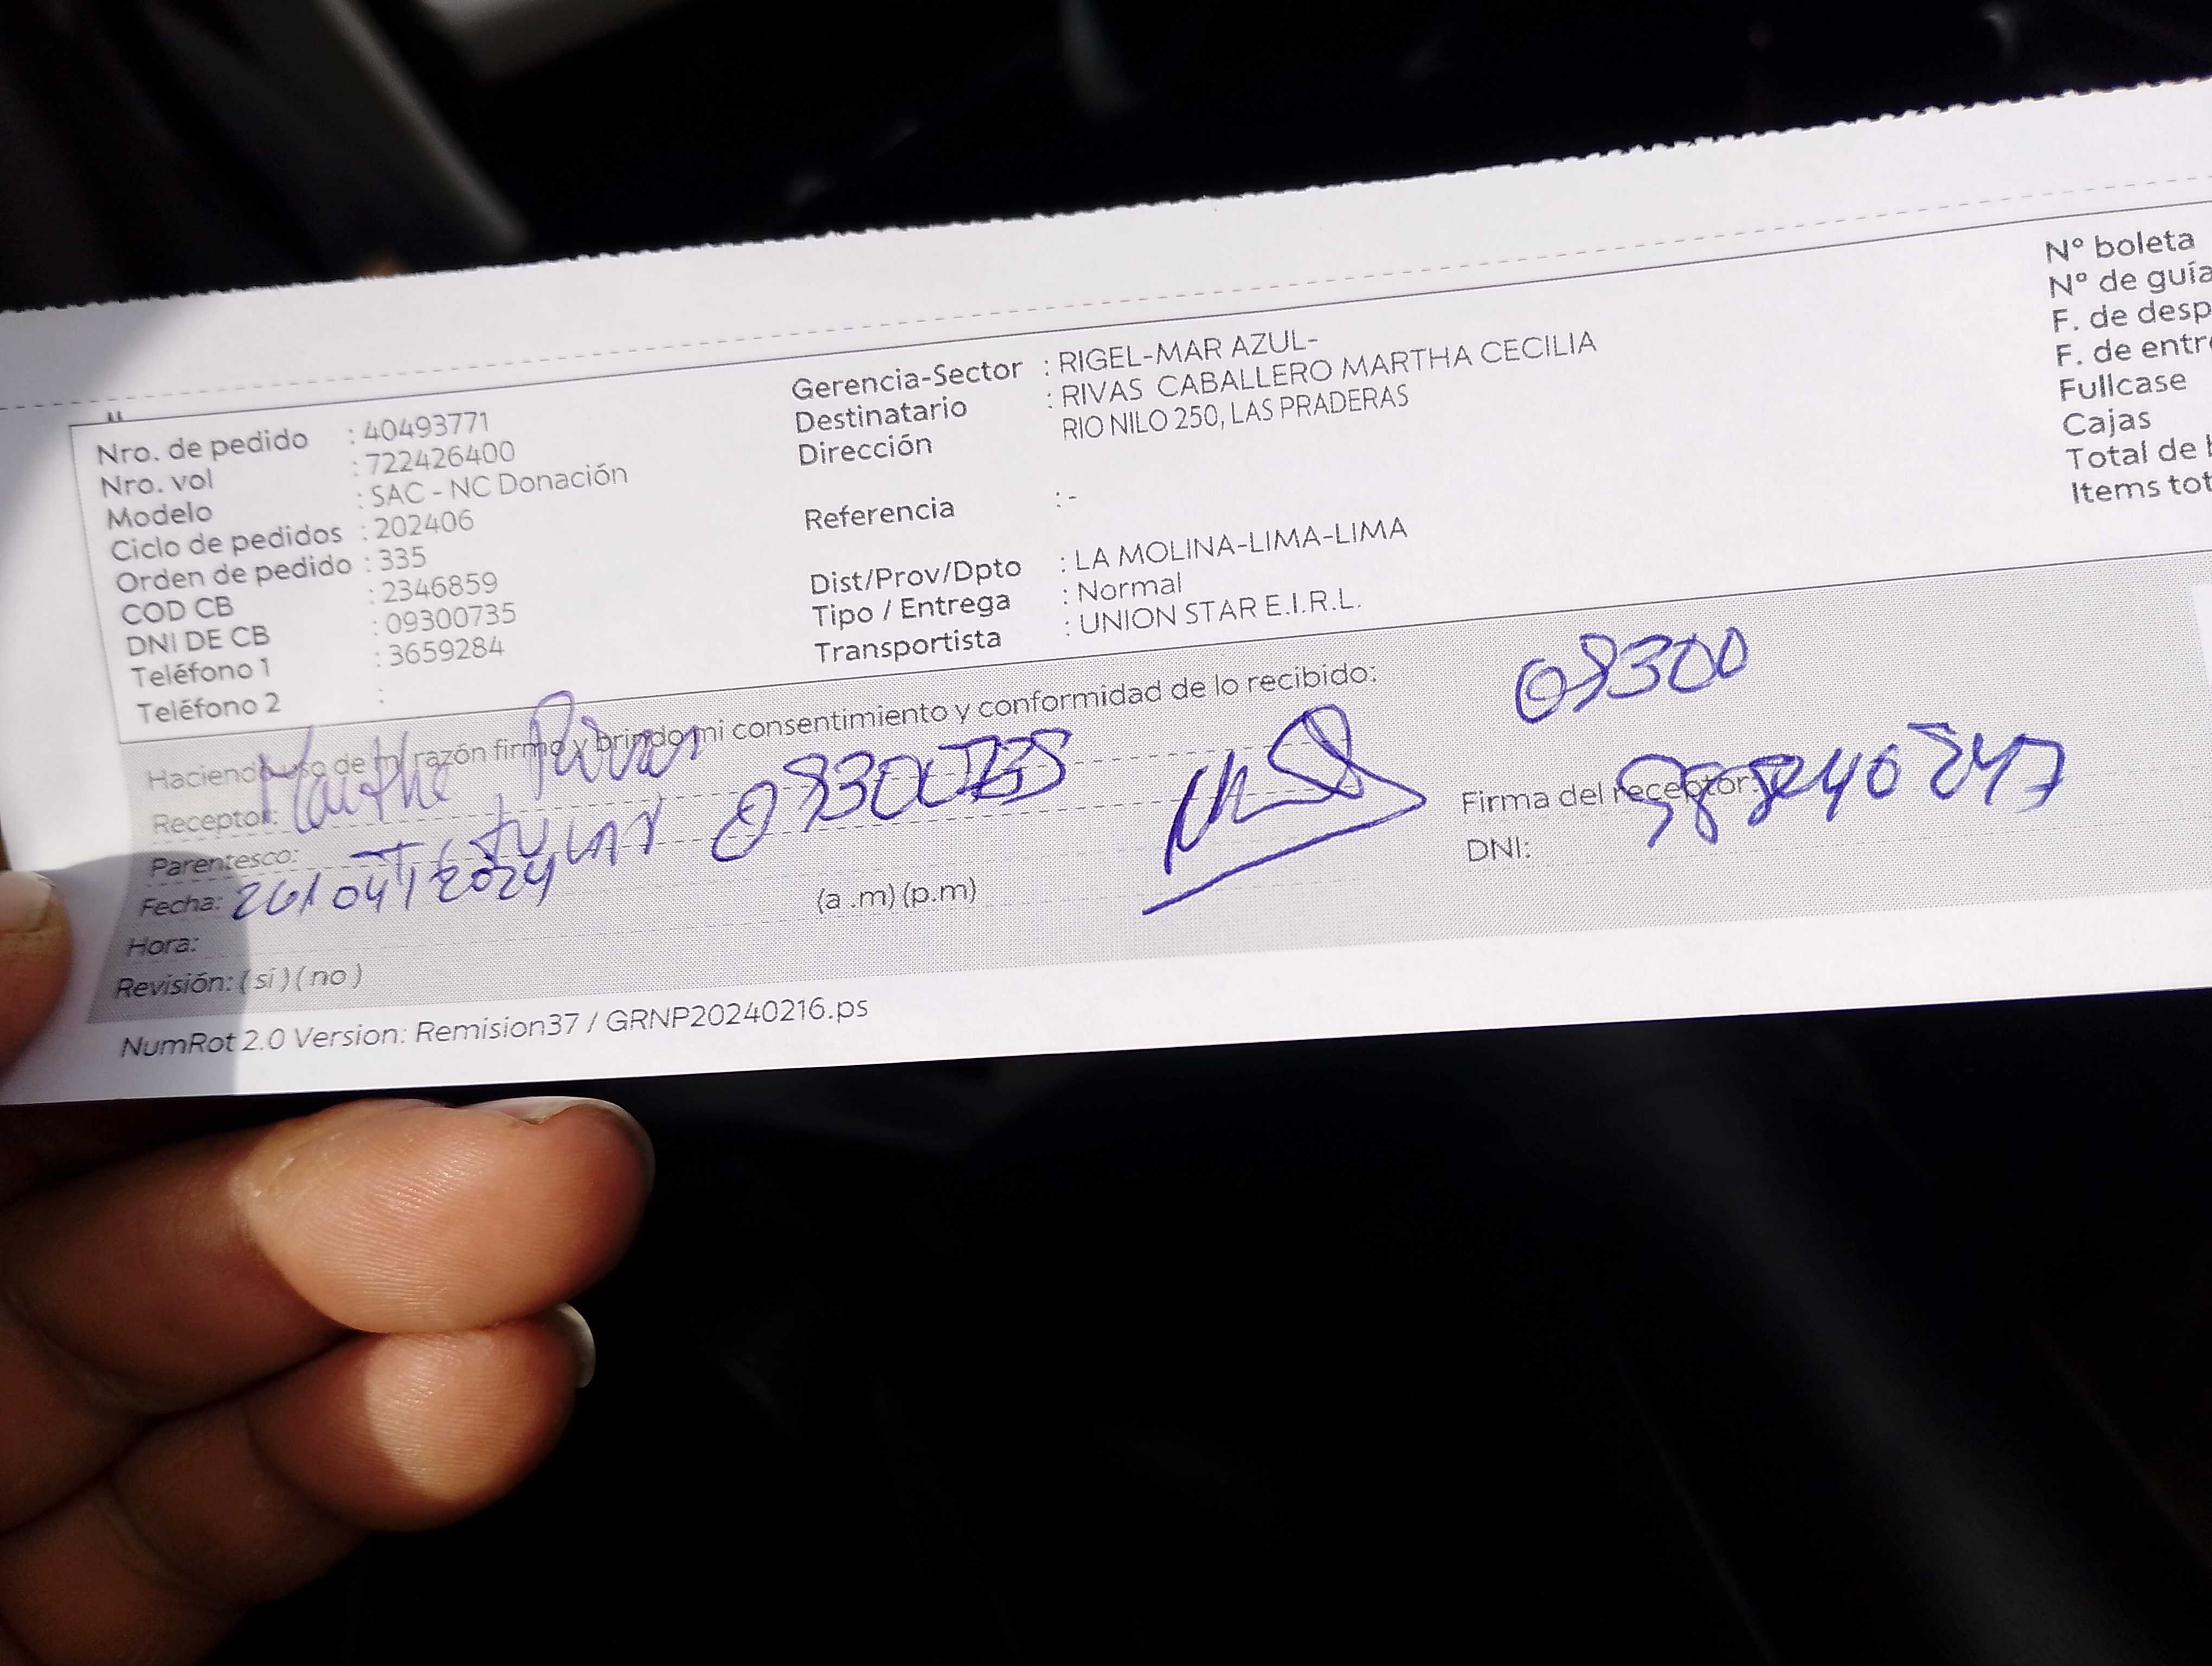 Nro. de pedido : 40493771
Nro. vol : 722426400
Modelo : SAC - NC Donación
Ciclo de pedidos : 202406
Orden de pedido : 335
COD CB : 2346859
DNI DE CB : 09300735
Teléfono 1 : 3659284
Teléfono 2 :
Gerencia-Sector : RIGEL-MAR AZUL-
Destinatario : RIVAS CABALLERO MARTHA CECILIA
Dirección RIO NILO 250, LAS PRADERAS
Referencia : -
Dist/Prov/Dpto : LA MOLINA-LIMA-LIMA
Tipo / Entrega : Normal
Transportista : UNION STAR E.I.R.L.
Nº boleta
Nº de guía
F. de desp
F. de entr
Fullcase
Cajas
Total de
Items tot
Haciendo uso de mi razón firmo y brindo mi consentimiento y conformidad de lo recibido:
09300
Receptor: Martha Rivas
Parentesco: Titular 09300735
Fecha: 26/04/2024
Hora: (a .m) (p.m)
Revisión: ( si ) ( no )
Firma del receptor:
DNI:
NumRot 2.0 Version: Remision37 / GRNP20240216.ps